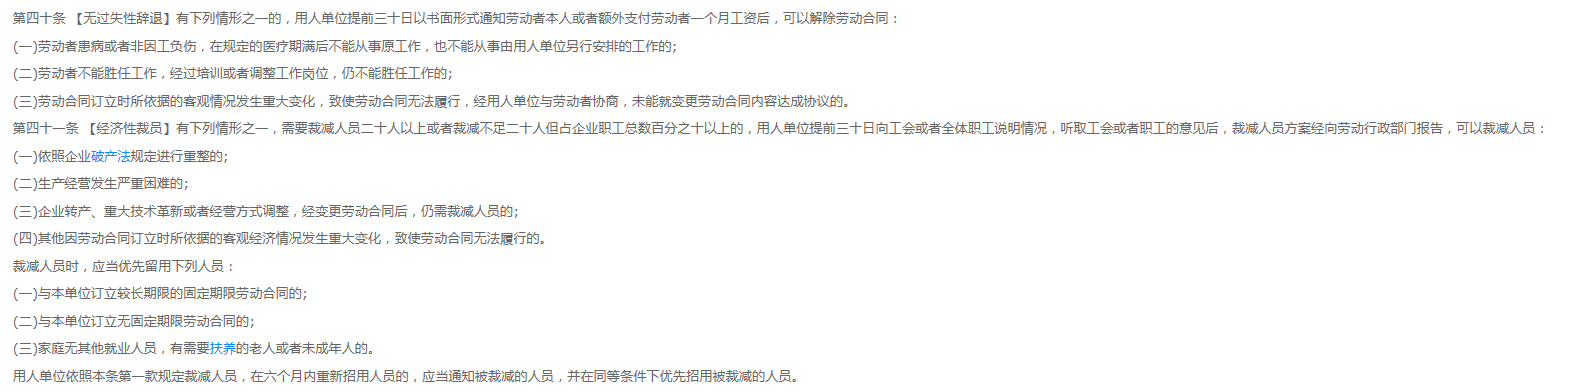 第四十条 【无过失性辞退】有下列情形之一的，用人单位提前三十日以书面形式通知劳动者本人或者额外支付劳动者一个月工资后，可以解除劳动合同：
(一)劳动者患病或者非因工负伤，在规定的医疗期满后不能从事原工作，也不能从事由用人单位另行安排的工作的;
(二)劳动者不能胜任工作，经过培训或者调整工作岗位，仍不能胜任工作的;
(三)劳动合同订立时所依据的客观情况发生重大变化，致使劳动合同无法履行，经用人单位与劳动者协商，未能就变更劳动合同内容达成协议的。
第四十一条 【经济性裁员】有下列情形之一，需要裁减人员二十人以上或者裁减不足二十人但占企业职工总数百分之十以上的，用人单位提前三十日向工会或者全体职工说明情况，听取工会或者职工的意见后，裁减人员方案经向劳动行政部门报告，可以裁减人员：
(一)依照企业破产法规定进行重整的;
(二)生产经营发生严重困难的;
(三)企业转产、重大技术革新或者经营方式调整，经变更劳动合同后，仍需裁减人员的;
(四)其他因劳动合同订立时所依据的客观经济情况发生重大变化，致使劳动合同无法履行的。
裁减人员时，应当优先留用下列人员：
(一)与本单位订立较长期限的固定期限劳动合同的;
(二)与本单位订立无固定期限劳动合同的;
(三)家庭无其他就业人员，有需要扶养的老人或者未成年人的。
用人单位依照本条第一款规定裁减人员，在六个月内重新招用人员的，应当通知被裁减的人员，并在同等条件下优先招用被裁减的人员。